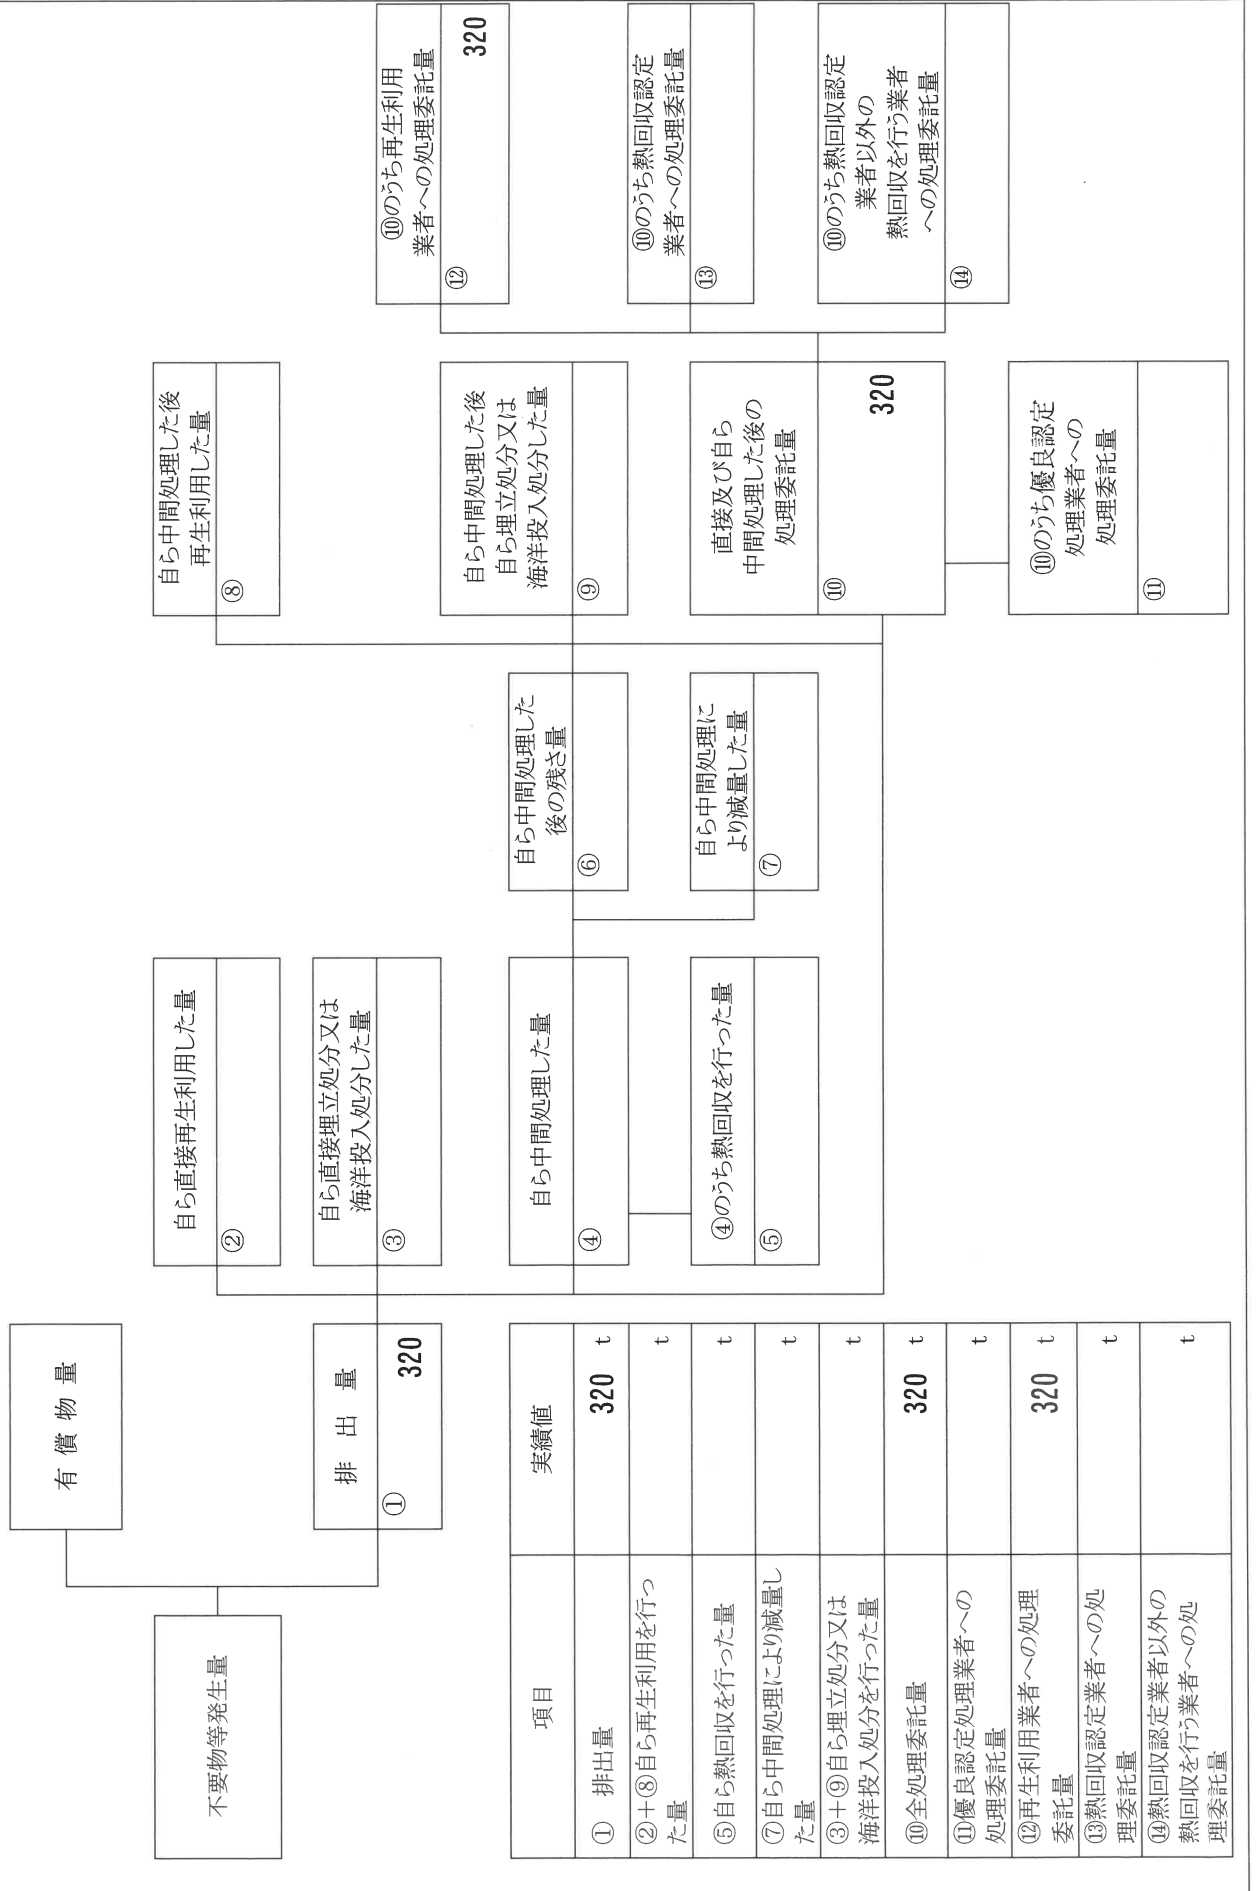 不要物等発生量
有償物量
排出量
①
320
自ら直接再生利用した量
②
自ら直接埋立処分又は
海洋投入処分した量
③
自ら中間処理した量
④
④のうち熱回収を行った量
⑤
自ら中間処理した
後の残さ量
⑥
自ら中間処理に
より減量した量
⑦
自ら中間処理した後
再生利用した量
⑧
自ら中間処理した後
自ら埋立処分又は
海洋投入処分した量
⑨
直接及び自ら
中間処理した後の
処理委託量
⑩
320
⑩のうち優良認定
処理業者への
処理委託量
⑪
⑩のうち再生利用
業者への処理委託量
⑫
320
⑩のうち熱回収認定
業者への処理委託量
⑬
⑩のうち熱回収認定
業者以外の
熱回収を行う業者
への処理委託量
⑭
項目 実績値
① 排出量 320 t
②+⑧自ら再生利用を行っ
た量 t
⑤自ら熱回収を行った量 t
⑦自ら中間処理により減量し
た量 t
③+⑨自ら埋立処分又は
海洋投入処分を行った量 t
⑩全処理委託量 320 t
⑪優良認定処理業者への
処理委託量 t
⑫再生利用業者への処理
委託量 320 t
⑬熱回収認定業者への処
理委託量 t
⑭熱回収認定業者以外の
熱回収を行う業者への処
理委託量 t